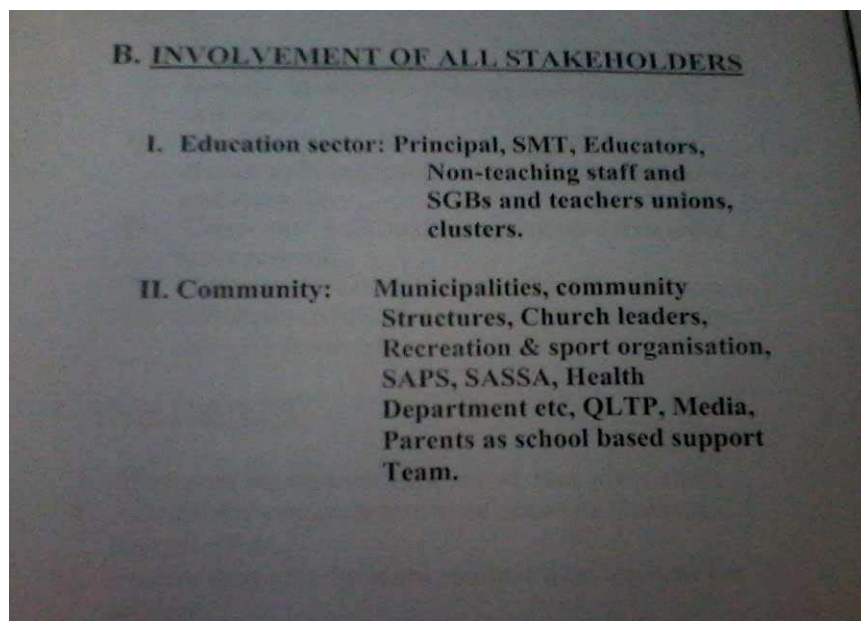 B. INVOLVEMENT OF ALL STAKEHOLDERS
I. Education sector: Principal, SMT, Educators,
Non-teaching staff and
SGBs and teachers unions,
clusters.
II. Community: Municipalities, community
Structures, Church leaders,
Recreation & sport organisation,
SAPS, SASSA, Health
Department etc, QLTP, Media,
Parents as school based support
Team.